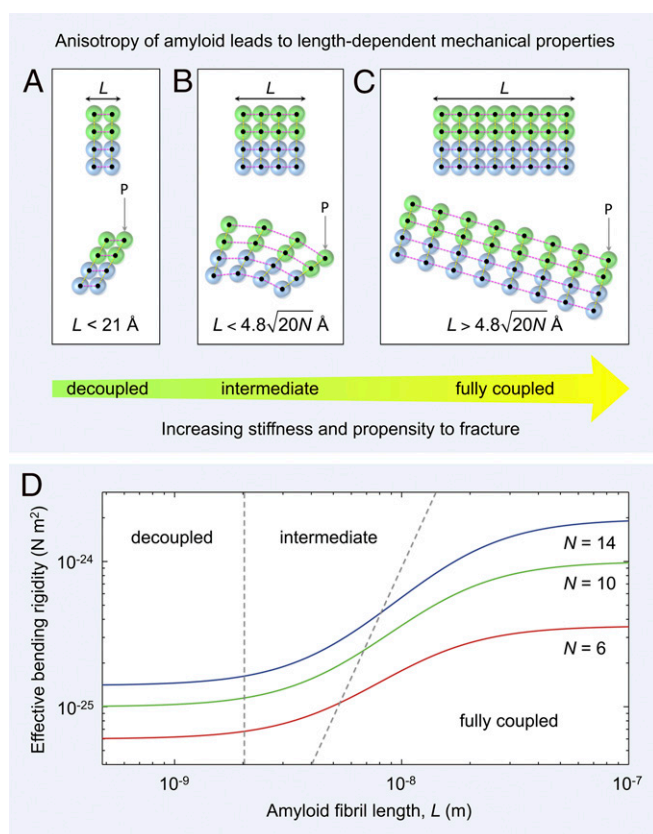 Anisotropy of amyloid leads to length-dependent mechanical properties
A
B
C
L
L
L
P
P
P
L < 21 Å
L < 4.8√20N Å
L > 4.8√20N Å
decoupled
intermediate
fully coupled
Increasing stiffness and propensity to fracture
D
decoupled
intermediate
N = 14
N = 10
N = 6
fully coupled
10⁻²⁴
10⁻²⁵
Effective bending rigidity (N m²)
10⁻⁹
10⁻⁸
10⁻⁷
Amyloid fibril length, L (m)